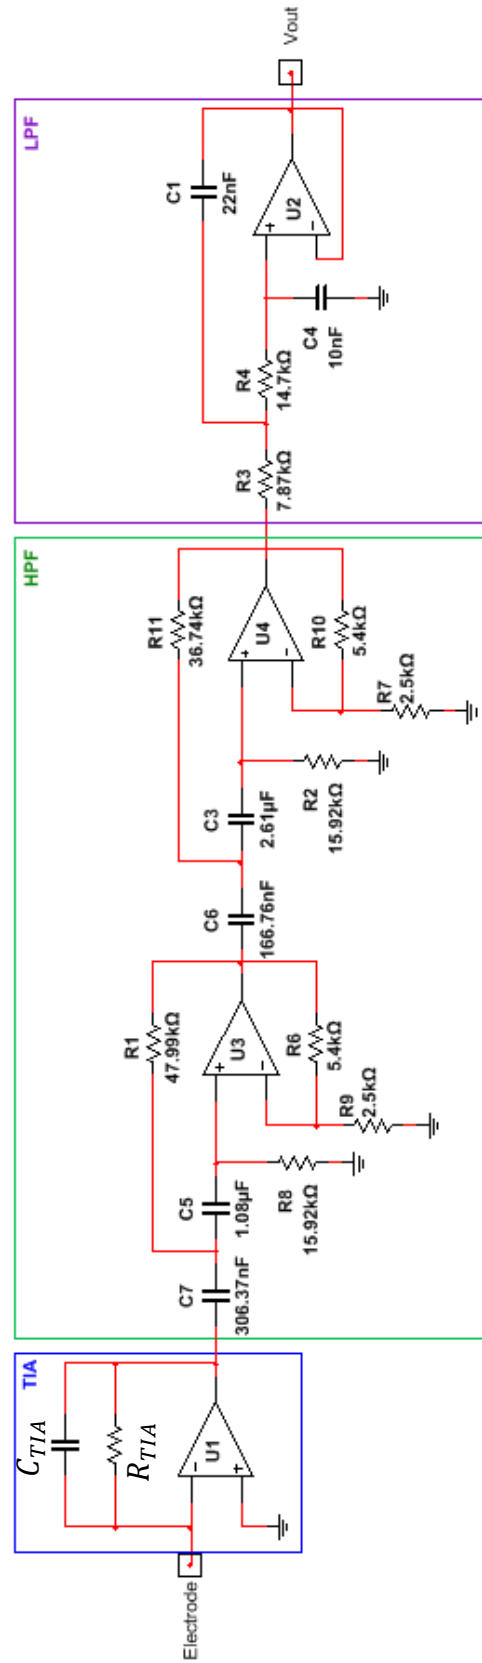 Electrode
TIA
C_TIA
R_TIA
U1
-
+
HPF
C7
306.37nF
C5
1.08µF
R1
47.99kΩ
R8
15.92kΩ
U3
+
-
R6
5.4kΩ
R9
2.5kΩ
C6
166.76nF
C3
2.61µF
R11
36.74kΩ
R2
15.92kΩ
U4
+
-
R10
5.4kΩ
R7
2.5kΩ
LPF
R3
7.87kΩ
R4
14.7kΩ
C1
22nF
C4
10nF
U2
+
-
Vout